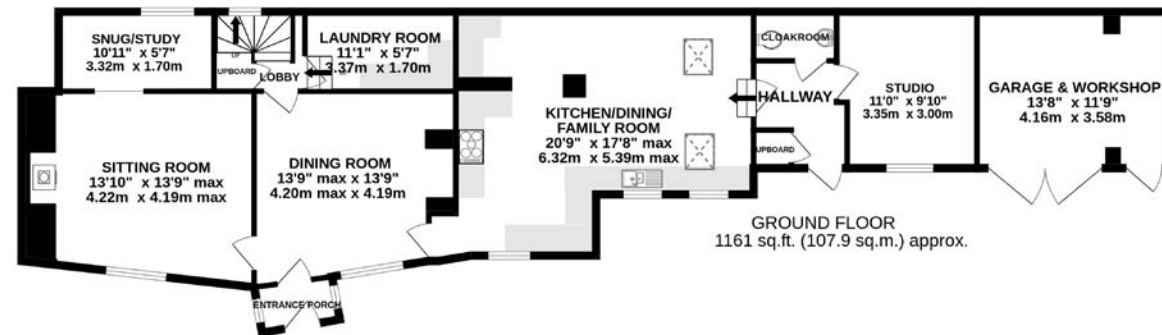 SNUG/STUDY
10'11" x 5'7"
3.32m x 1.70m
UP
UPBOARD
LOBBY
LAUNDRY ROOM
11'1" x 5'7"
3.37m x 1.70m
CLOAKROOM
HALLWAY
UPBOARD
STUDIO
11'0" x 9'10"
3.35m x 3.00m
GARAGE & WORKSHOP
13'8" x 11'9"
4.16m x 3.58m
KITCHEN/DINING/
FAMILY ROOM
20'9" x 17'8" max
6.32m x 5.39m max
SITTING ROOM
13'10" x 13'9" max
4.22m x 4.19m max
DINING ROOM
13'9" max x 13'9"
4.20m max x 4.19m
ENTRANCE PORCH
GROUND FLOOR
1161 sq.ft. (107.9 sq.m.) approx.